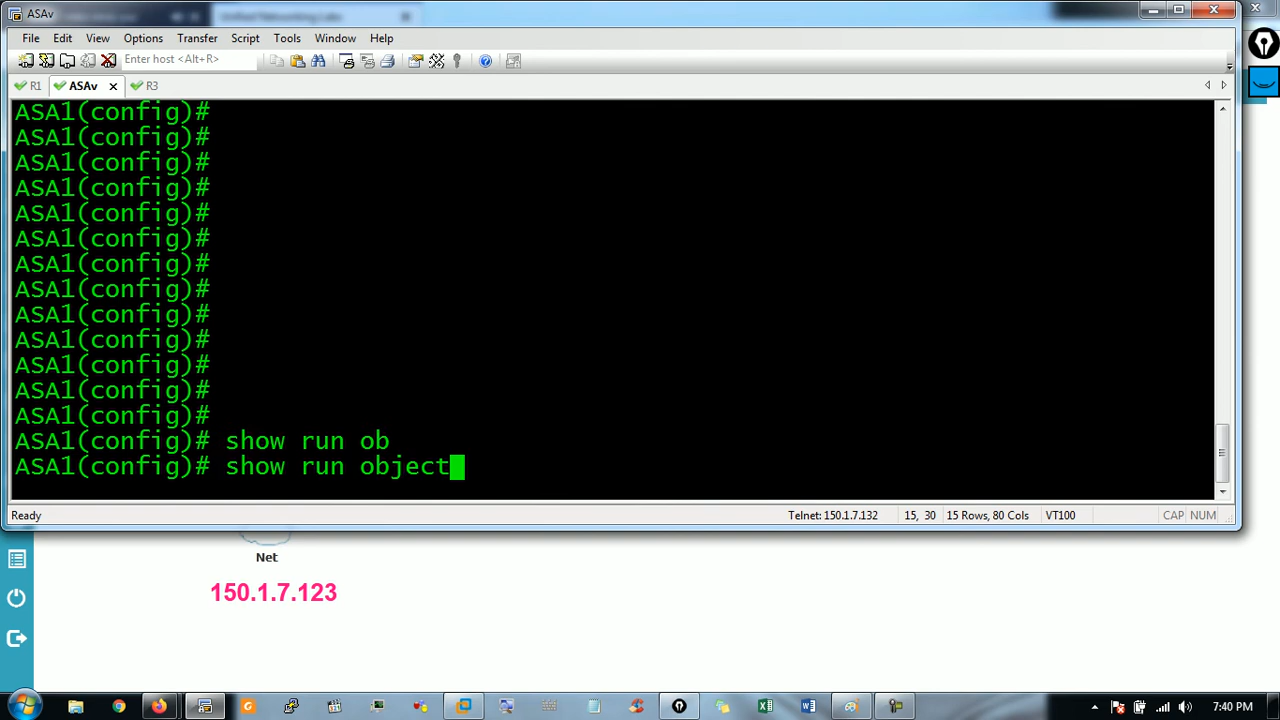 ASAv
File Edit View Options Transfer Script Tools Window Help
Enter host <Alt+R>
R1 ASAv R3
ASA1(config)#
ASA1(config)#
ASA1(config)#
ASA1(config)#
ASA1(config)#
ASA1(config)#
ASA1(config)#
ASA1(config)#
ASA1(config)#
ASA1(config)#
ASA1(config)#
ASA1(config)#
ASA1(config)#
ASA1(config)# show run ob
ASA1(config)# show run object
Ready Telnet: 150.1.7.132 15, 30 15 Rows, 80 Cols VT100 CAP NUM
Net
150.1.7.123
7:40 PM